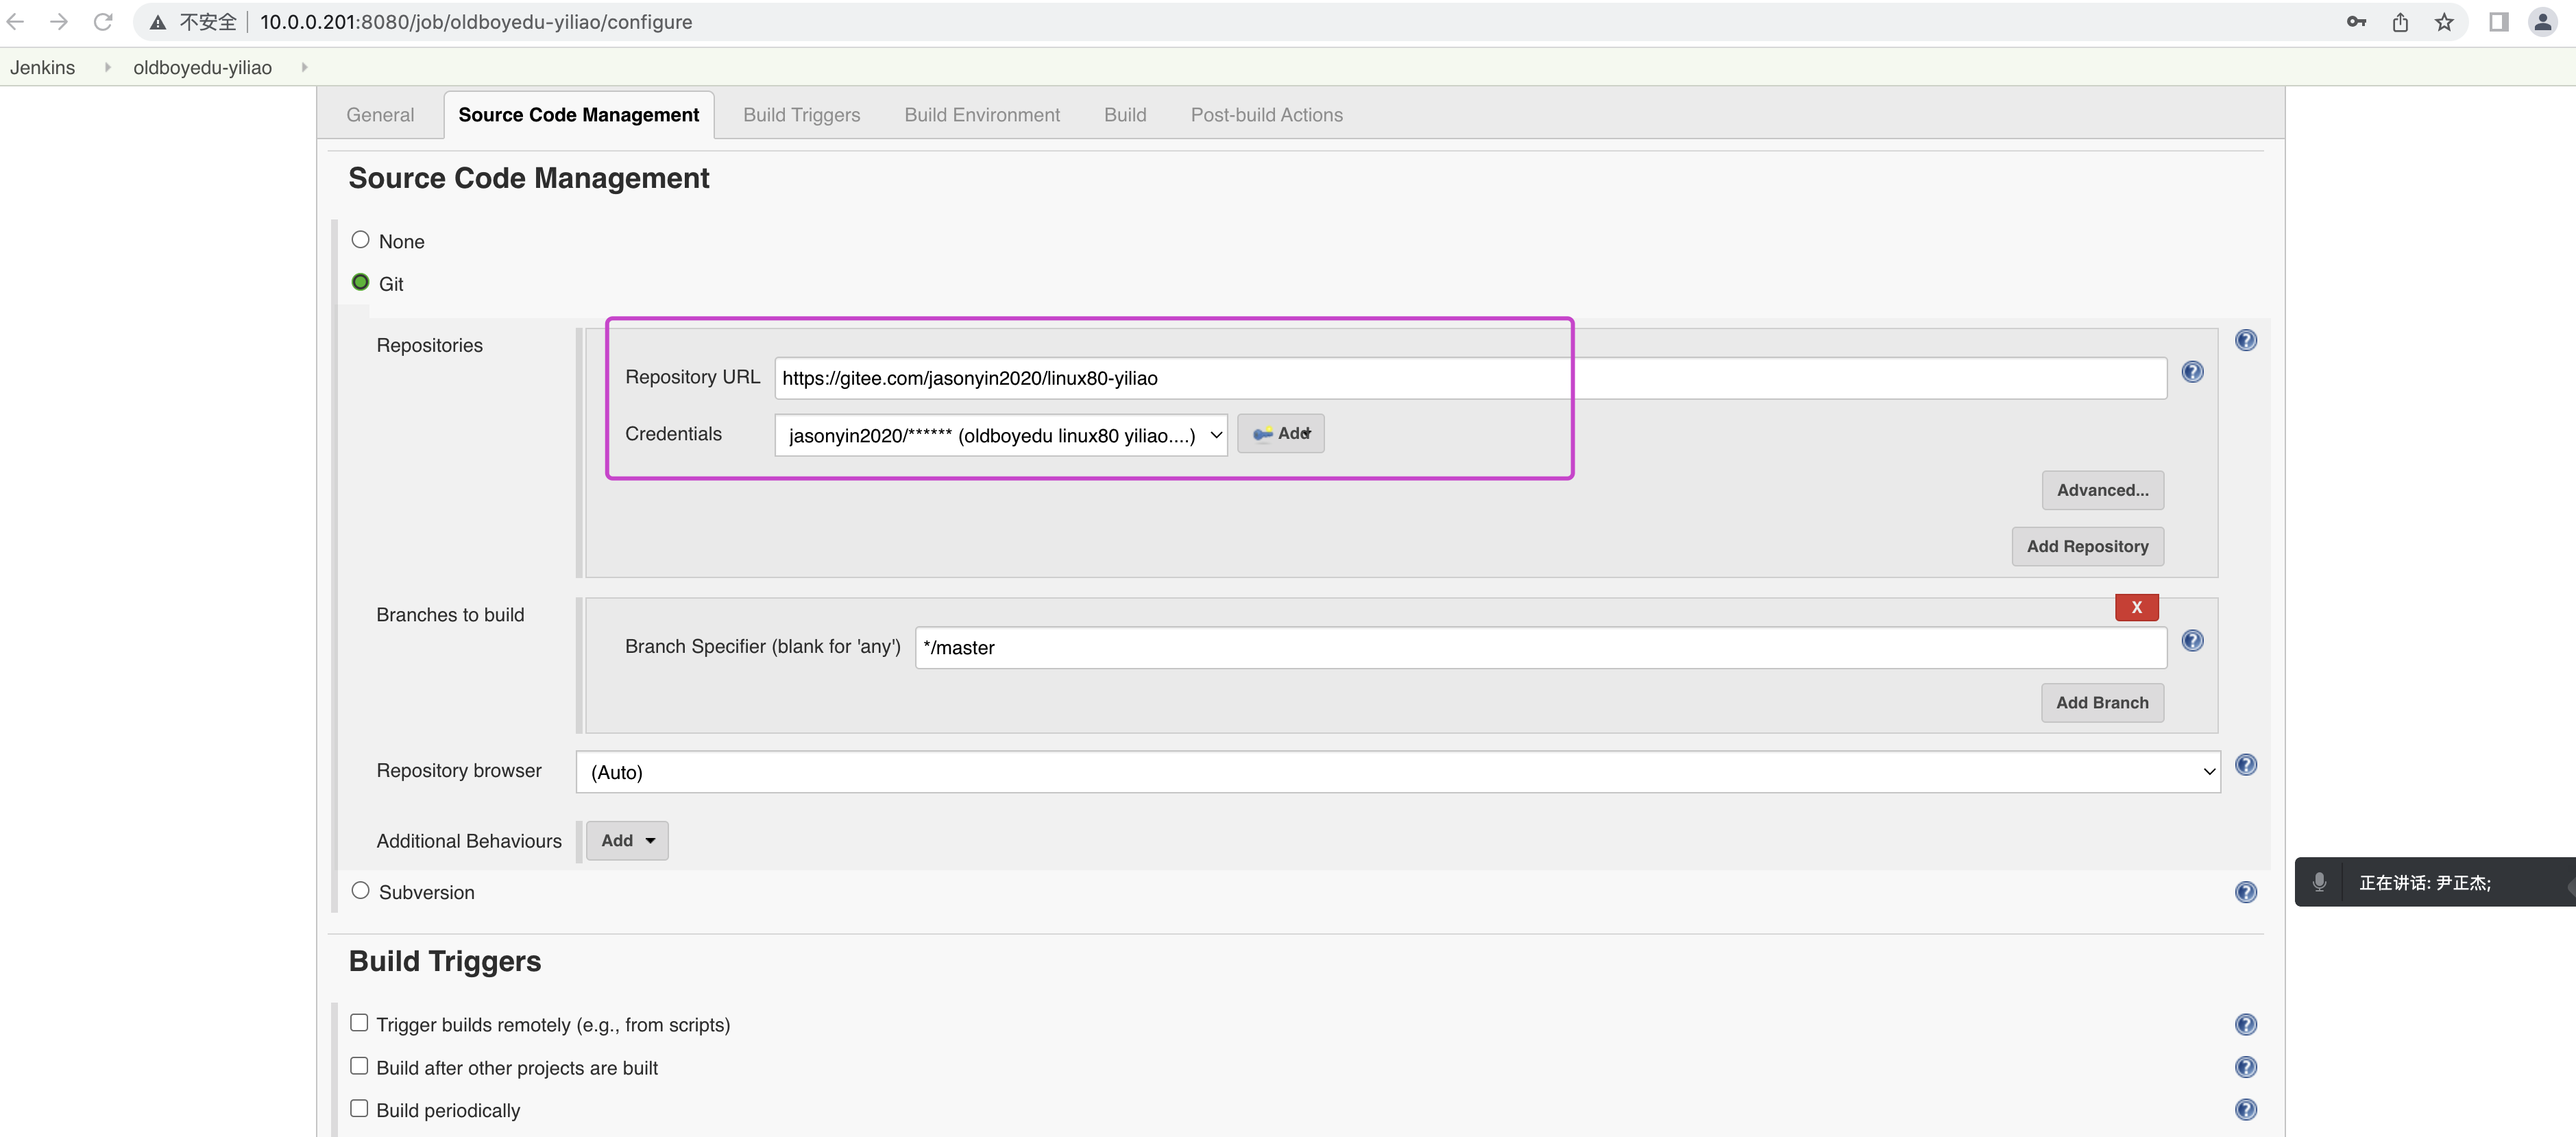 不安全 10.0.0.201:8080/job/oldboyedu-yiliao/configure
Jenkins oldboyedu-yiliao
General Source Code Management Build Triggers Build Environment Build Post-build Actions
Source Code Management
None
Git
Repositories
Repository URL https://gitee.com/jasonyin2020/linux80-yiliao
Credentials jasonyin2020/****** (oldboyedu linux80 yiliao....) Add
Advanced...
Add Repository
Branches to build
X
Branch Specifier (blank for 'any') */master
Add Branch
Repository browser (Auto)
Additional Behaviours Add
Subversion
正在讲话: 尹正杰;
Build Triggers
Trigger builds remotely (e.g., from scripts)
Build after other projects are built
Build periodically